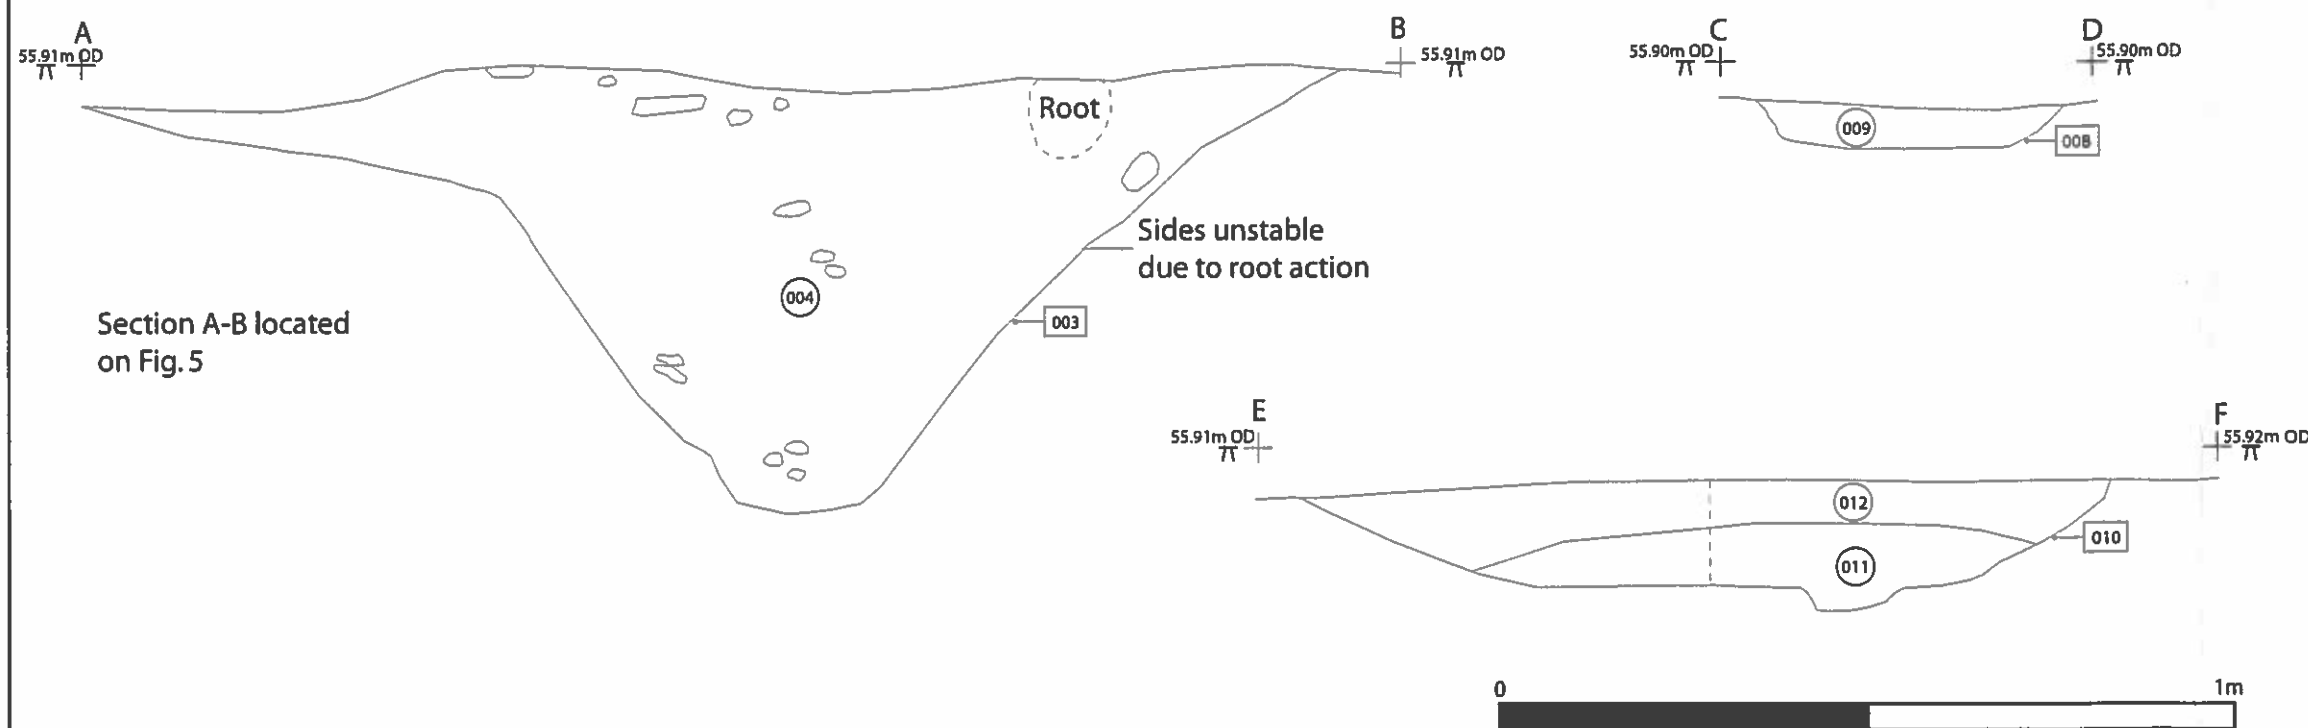 A
55.91m OD
B
55.91m OD
C
55.90m OD
D
55.90m OD
Root
009
008
Sides unstable
due to root action
004
003
Section A-B located
on Fig. 5
E
55.91m OD
F
55.92m OD
012
010
011
0
1m